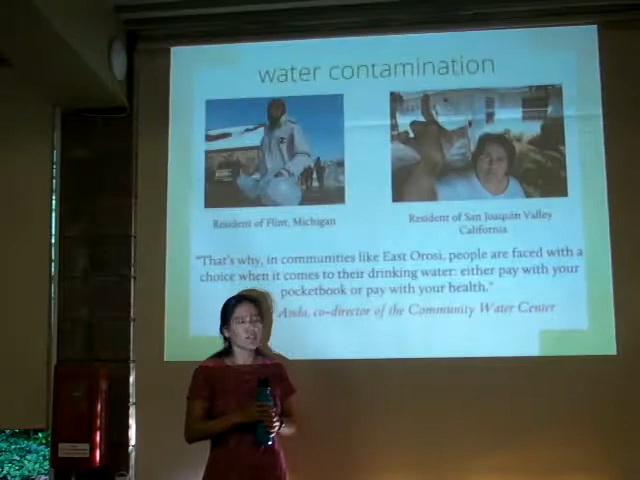 water contamination
Resident of Flint, Michigan
Resident of San Joaquin Valley
California
"That's why, in communities like East Orosi, people are faced with a
choice when it comes to their drinking water: either pay with your
pocketbook or pay with your health."
co-director of the Community Water Center